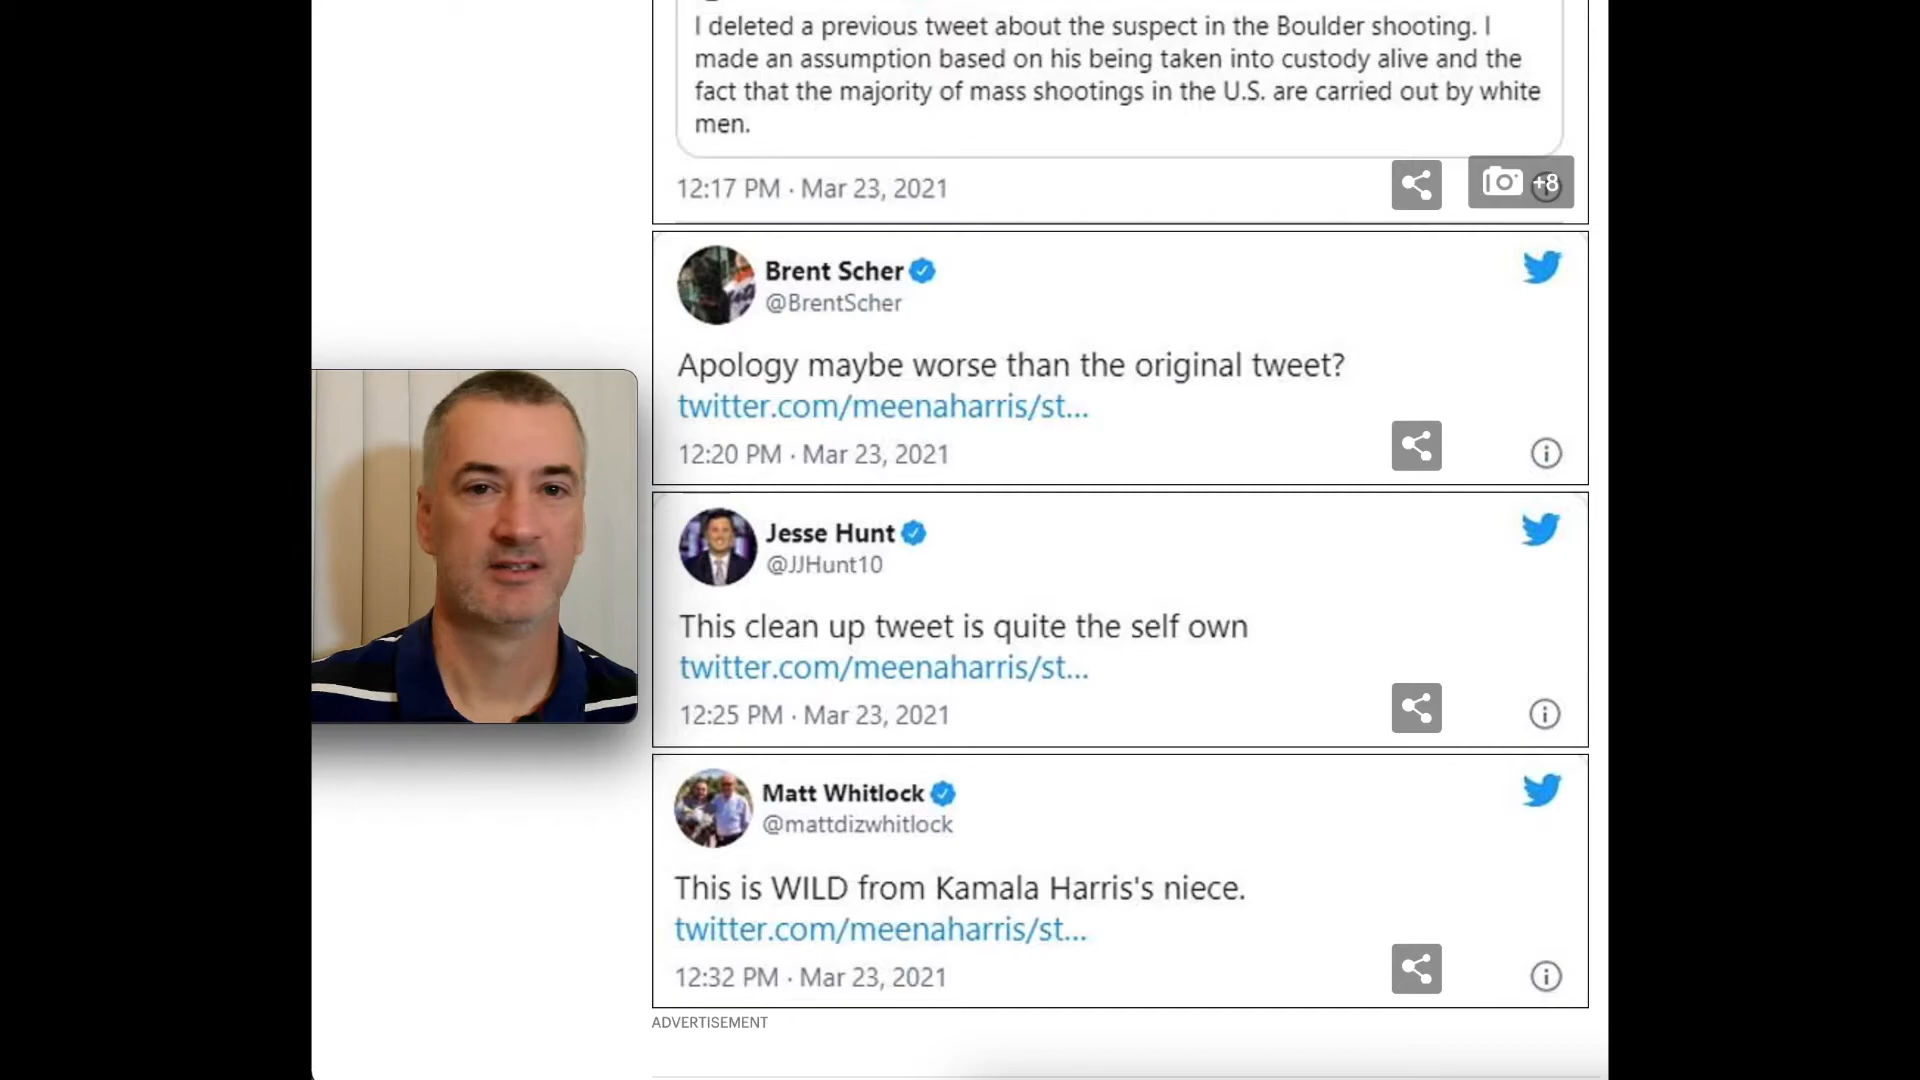 I deleted a previous tweet about the suspect in the Boulder shooting. I
made an assumption based on his being taken into custody alive and the
fact that the majority of mass shootings in the U.S. are carried out by white
men.
12:17 PM · Mar 23, 2021
+8
Brent Scher
@BrentScher
Apology maybe worse than the original tweet?
twitter.com/meenaharris/st...
12:20 PM · Mar 23, 2021
Jesse Hunt
@JJHunt10
This clean up tweet is quite the self own
twitter.com/meenaharris/st...
12:25 PM · Mar 23, 2021
Matt Whitlock
@mattdizwhitlock
This is WILD from Kamala Harris's niece.
twitter.com/meenaharris/st...
12:32 PM · Mar 23, 2021
ADVERTISEMENT